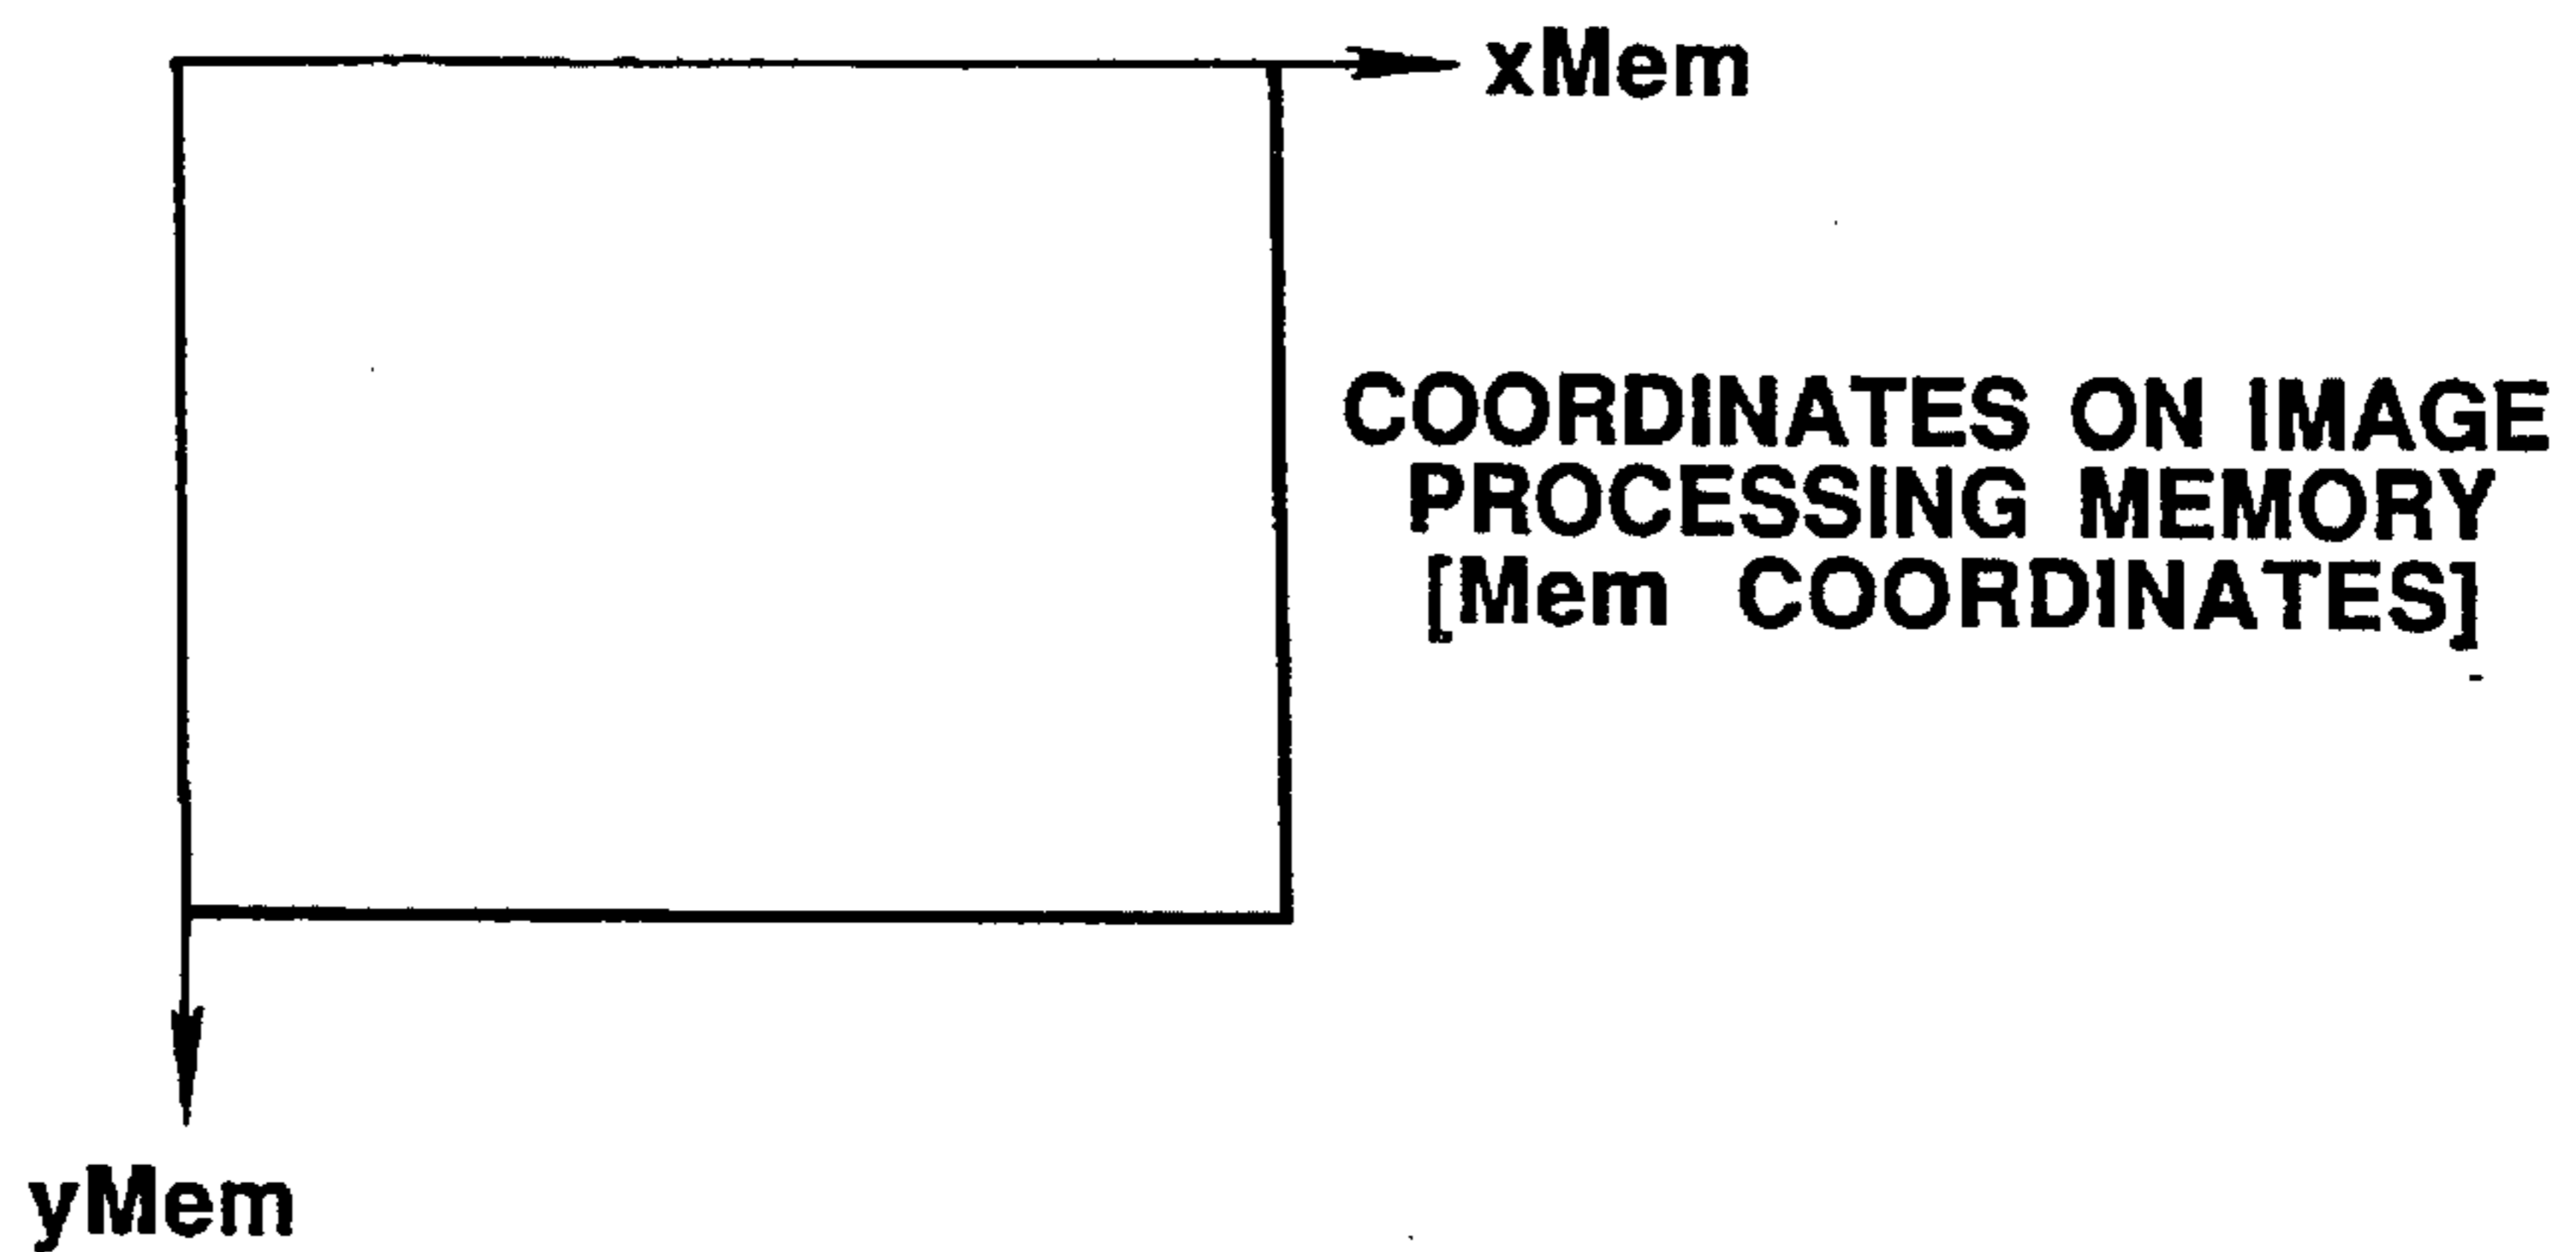 xMem
COORDINATES ON IMAGE
PROCESSING MEMORY
[Mem COORDINATES]
yMem